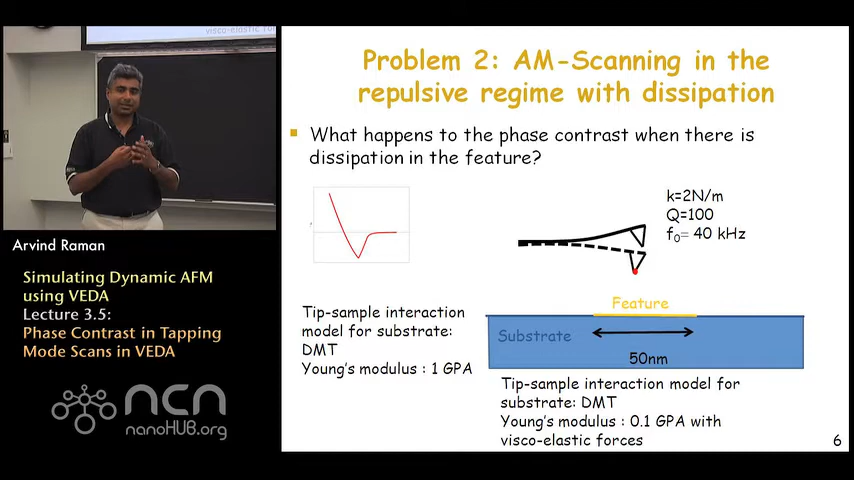 visco-elastic forces
Arvind Raman
Simulating Dynamic AFM
using VEDA
Lecture 3.5:
Phase Contrast in Tapping
Mode Scans in VEDA
ncn
nanoHUB.org
Problem 2: AM-Scanning in the
repulsive regime with dissipation
What happens to the phase contrast when there is
dissipation in the feature?
k=2N/m
Q=100
f0= 40 kHz
Tip-sample interaction
model for substrate:
DMT
Young's modulus : 1 GPA
Feature
Substrate
50nm
Tip-sample interaction model for
substrate: DMT
Young's modulus : 0.1 GPA with
visco-elastic forces
6